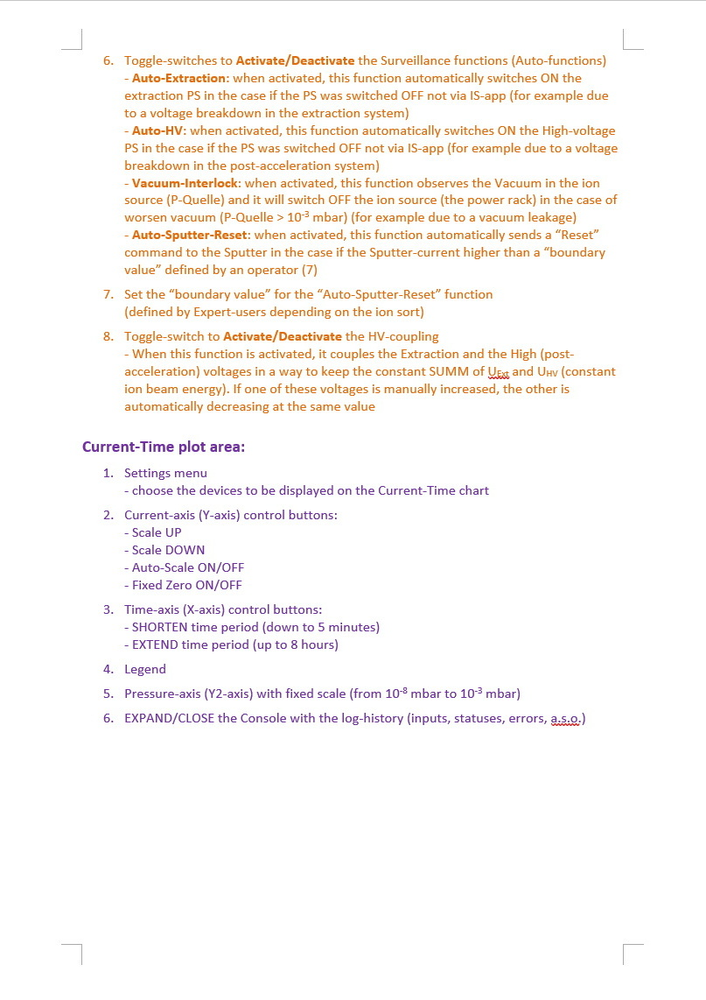 6. Toggle-switches to Activate/Deactivate the Surveillance functions (Auto-functions)
- Auto-Extraction: when activated, this function automatically switches ON the
extraction PS in the case if the PS was switched OFF not via IS-app (for example due
to a voltage breakdown in the extraction system)
- Auto-HV: when activated, this function automatically switches ON the High-voltage
PS in the case if the PS was switched OFF not via IS-app (for example due to a voltage
breakdown in the post-acceleration system)
- Vacuum-Interlock: when activated, this function observes the Vacuum in the ion
source (P-Quelle) and it will switch OFF the ion source (the power rack) in the case of
worsen vacuum (P-Quelle > 10⁻³ mbar) (for example due to a vacuum leakage)
- Auto-Sputter-Reset: when activated, this function automatically sends a “Reset”
command to the Sputter in the case if the Sputter-current higher than a “boundary
value” defined by an operator (7)
7. Set the “boundary value” for the “Auto-Sputter-Reset” function
(defined by Expert-users depending on the ion sort)
8. Toggle-switch to Activate/Deactivate the HV-coupling
- When this function is activated, it couples the Extraction and the High (post-
acceleration) voltages in a way to keep the constant SUMM of UExt and UHV (constant
ion beam energy). If one of these voltages is manually increased, the other is
automatically decreasing at the same value
Current-Time plot area:
1. Settings menu
- choose the devices to be displayed on the Current-Time chart
2. Current-axis (Y-axis) control buttons:
- Scale UP
- Scale DOWN
- Auto-Scale ON/OFF
- Fixed Zero ON/OFF
3. Time-axis (X-axis) control buttons:
- SHORTEN time period (down to 5 minutes)
- EXTEND time period (up to 8 hours)
4. Legend
5. Pressure-axis (Y2-axis) with fixed scale (from 10⁻⁸ mbar to 10⁻³ mbar)
6. EXPAND/CLOSE the Console with the log-history (inputs, statuses, errors, a.s.o.)